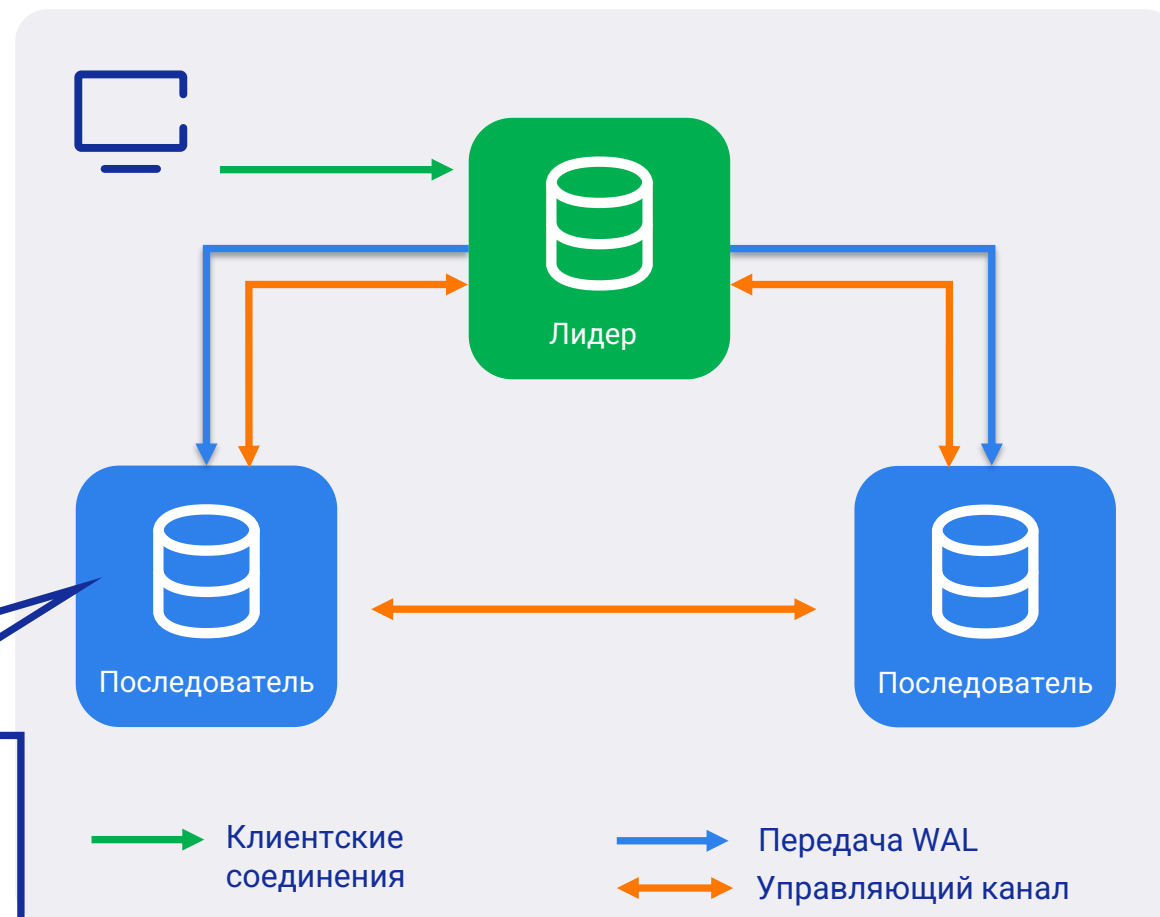 Лидер
Последователь
Последователь
Клиентские
соединения
Передача WAL
Управляющий канал